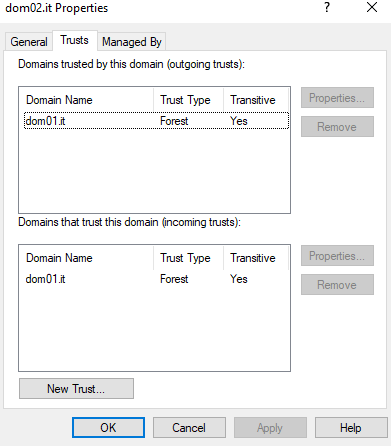 dom02.it Properties
? ×
General Trusts Managed By
Domains trusted by this domain (outgoing trusts):
Domain Name Trust Type Transitive
dom01.it Forest Yes
Properties...
Remove
Domains that trust this domain (incoming trusts):
Domain Name Trust Type Transitive
dom01.it Forest Yes
Properties...
Remove
New Trust...
OK Cancel Apply Help